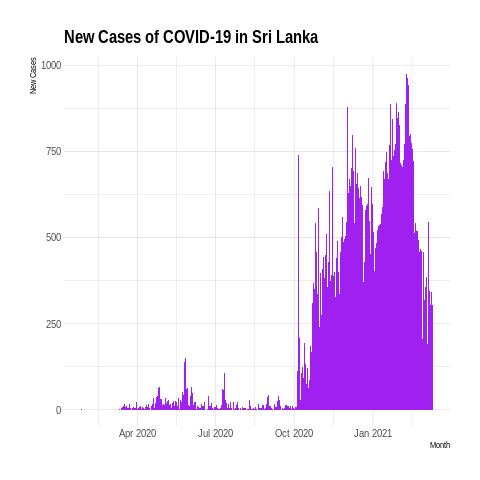 New Cases of COVID-19 in Sri Lanka
New Cases
1000
750
500
250
0
Apr 2020 Jul 2020 Oct 2020 Jan 2021
Month